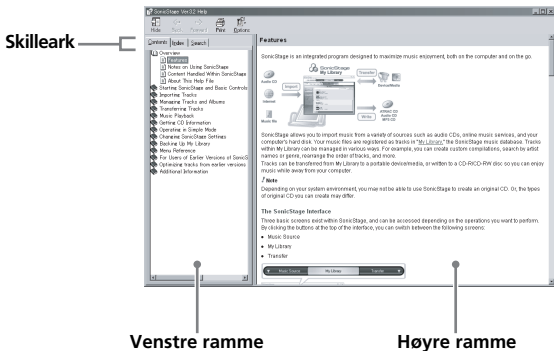 SonicStage Ver3.2 Help
Hide Back Forward Print Options
Skilleark
Contents Index Search
Overview
Features
Notes on Using SonicStage
Content Handled Within SonicStage
About This Help File
Starting SonicStage and Basic Controls
Importing Tracks
Managing Tracks and Albums
Transferring Tracks
Music Playback
Getting CD Information
Operating in Simple Mode
Changing SonicStage Settings
Backing Up My Library
Menu Reference
For Users of Earlier Versions of SonicS
Optimizing tracks from earlier versions
Additional Information
Features
SonicStage is an integrated program designed to maximize music enjoyment, both on the computer and on the go.
SonicStage
My Library
Audio CD
Import
Transfer
Device/Media
Internet
Music file
Write
ATRAC CD
Audio CD
MP3 CD
SonicStage allows you to import music from a variety of sources such as audio CDs, online music services, and your
computer's hard disk. Your music files are registered as tracks in "My Library," the SonicStage music database. Tracks
within My Library can be managed in various ways. For example, you can create custom compilations, search by artist
names or genre, rearrange the order of tracks, and more.
Tracks can be transferred from My Library to a portable device/media, or written to a CD-R/CD-RW disc so you can enjoy
music while away from your computer.
! Note
Depending on your system environment, you may not be able to use SonicStage to create an original CD. Or, the types
of original CD you can create may differ.
The SonicStage Interface
Three basic screens exist within SonicStage, and can be accessed depending on the operations you want to perform.
By clicking the buttons at the top of the interface, you can switch between the following screens:
• Music Source
• My Library
• Transfer
Music Source My Library Transfer
Venstre ramme
Høyre ramme